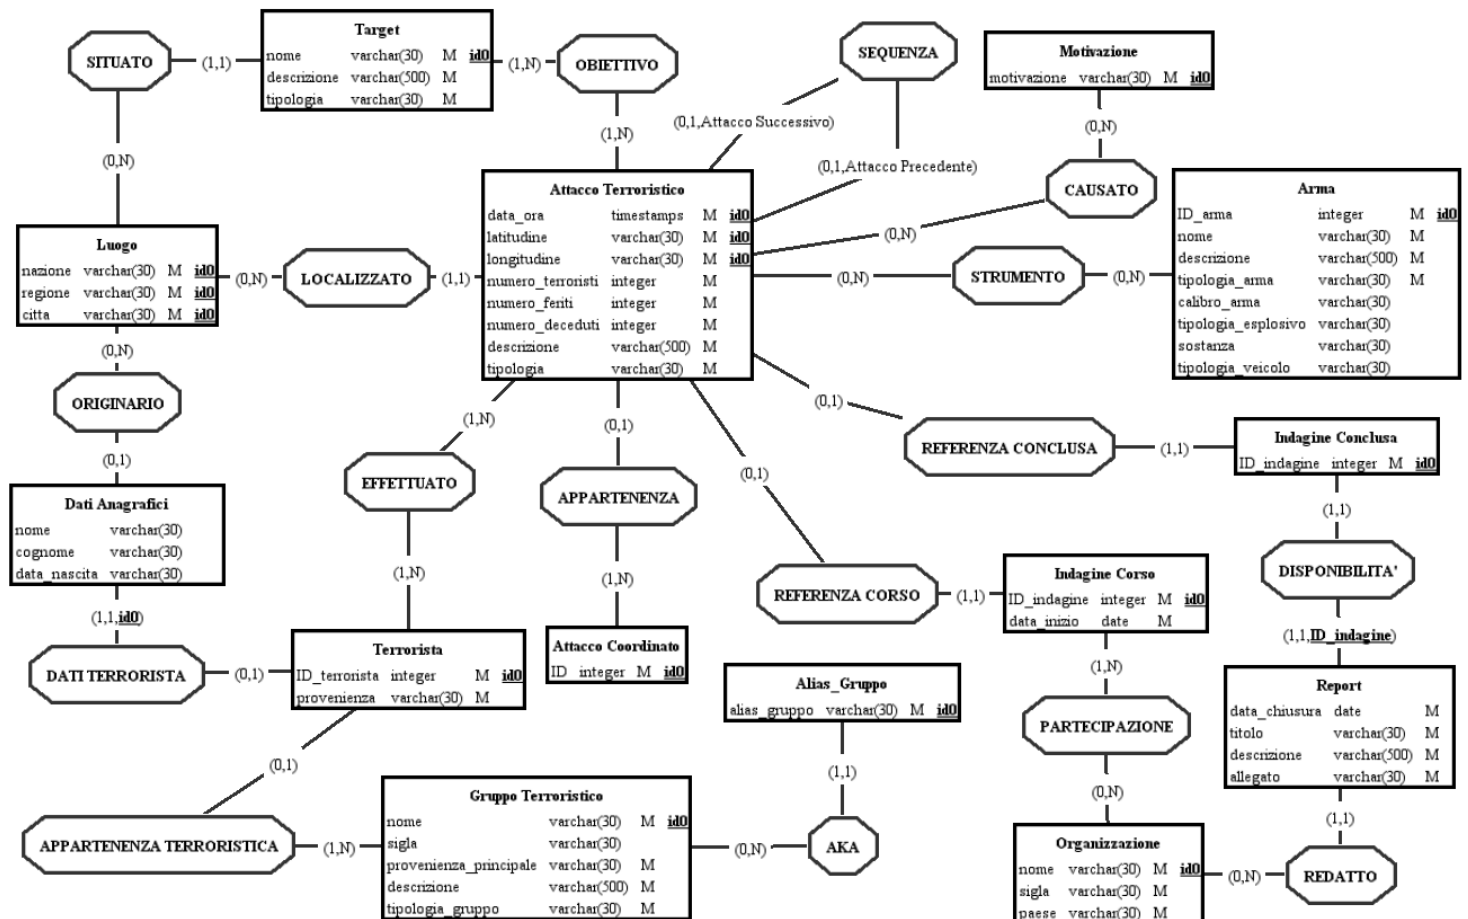 Target
nome varchar(30) M id0
descrizione varchar(500) M
tipologia varchar(30) M
SITUATO
(1,1)
(1,N)
OBIETTIVO
SEQUENZA
Motivazione
motivazione varchar(30) M id0
(0,1,Attacco Successivo)
(1,N)
(0,N)
(0,N)
(0,1,Attacco Precedente)
CAUSATO
Attacco Terroristico
data_ora timestamps M id0
latitudine varchar(30) M id0
longitudine varchar(30) M id0
numero_terroristi integer M
numero_feriti integer M
numero_deceduti integer M
descrizione varchar(500) M
tipologia varchar(30) M
Arma
ID_arma integer M id0
nome varchar(30) M
descrizione varchar(500) M
tipologia_arma varchar(30) M
calibro_arma varchar(30)
tipologia_esplosivo varchar(30)
sostanza varchar(30)
tipologia_veicolo varchar(30)
(0,N)
Luogo
nazione varchar(30) M id0
regione varchar(30) M id0
citta varchar(30) M id0
(0,N)
LOCALIZZATO
(1,1)
(0,N)
STRUMENTO
(0,N)
(0,N)
ORIGINARIO
(0,1)
(1,N)
(0,1)
(0,1)
(0,1)
REFERENZA CONCLUSA
(1,1)
Indagine Conclusa
ID_indagine integer M id0
(1,1)
EFFETTUATO
APPARTENENZA
Dati Anagrafici
nome varchar(30)
cognome varchar(30)
data_nascita varchar(30)
(1,N)
(1,N)
REFERENZA CORSO
(1,1)
Indagine Corso
ID_indagine integer M id0
data_inizio date M
DISPONIBILITA'
(1,1,id0)
(1,1,ID_indagine)
DATI TERRORISTA
(0,1)
Terrorista
ID_terrorista integer M id0
provenienza varchar(30) M
Attacco Coordinato
ID integer M id0
Alias_Gruppo
alias_gruppo varchar(30) M id0
(1,N)
PARTECIPAZIONE
Report
data_chiusura date M
titolo varchar(30) M
descrizione varchar(500) M
allegato varchar(30) M
(0,1)
(1,1)
(0,N)
(1,1)
APPARTENENZA TERRORISTICA
(1,N)
Gruppo Terroristico
nome varchar(30) M id0
sigla varchar(30)
provenienza_principale varchar(30) M
descrizione varchar(500) M
tipologia_gruppo varchar(30) M
(0,N)
AKA
Organizzazione
nome varchar(30) M id0
sigla varchar(30) M
paese varchar(30) M
(0,N)
REDATTO